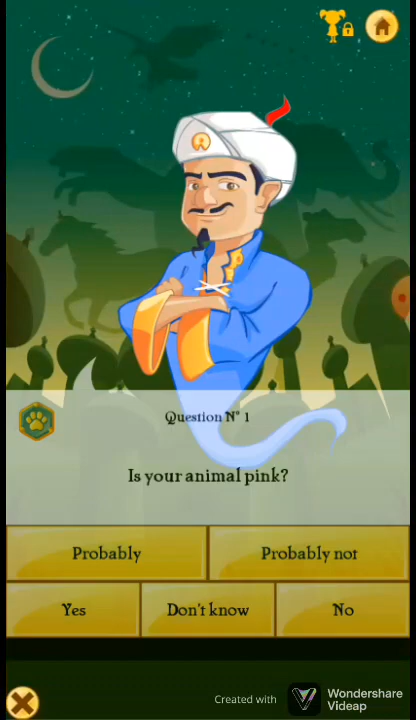 Question N° 1
Is your animal pink?
Probably
Probably not
Yes
Don't know
No
Created with
Wondershare
Videap